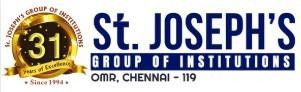 St. JOSEPH'S GROUP OF INSTITUTIONS
31
Years of Excellence
• Since 1994 •
St. JOSEPH'S
GROUP OF INSTITUTIONS
OMR, CHENNAI - 119